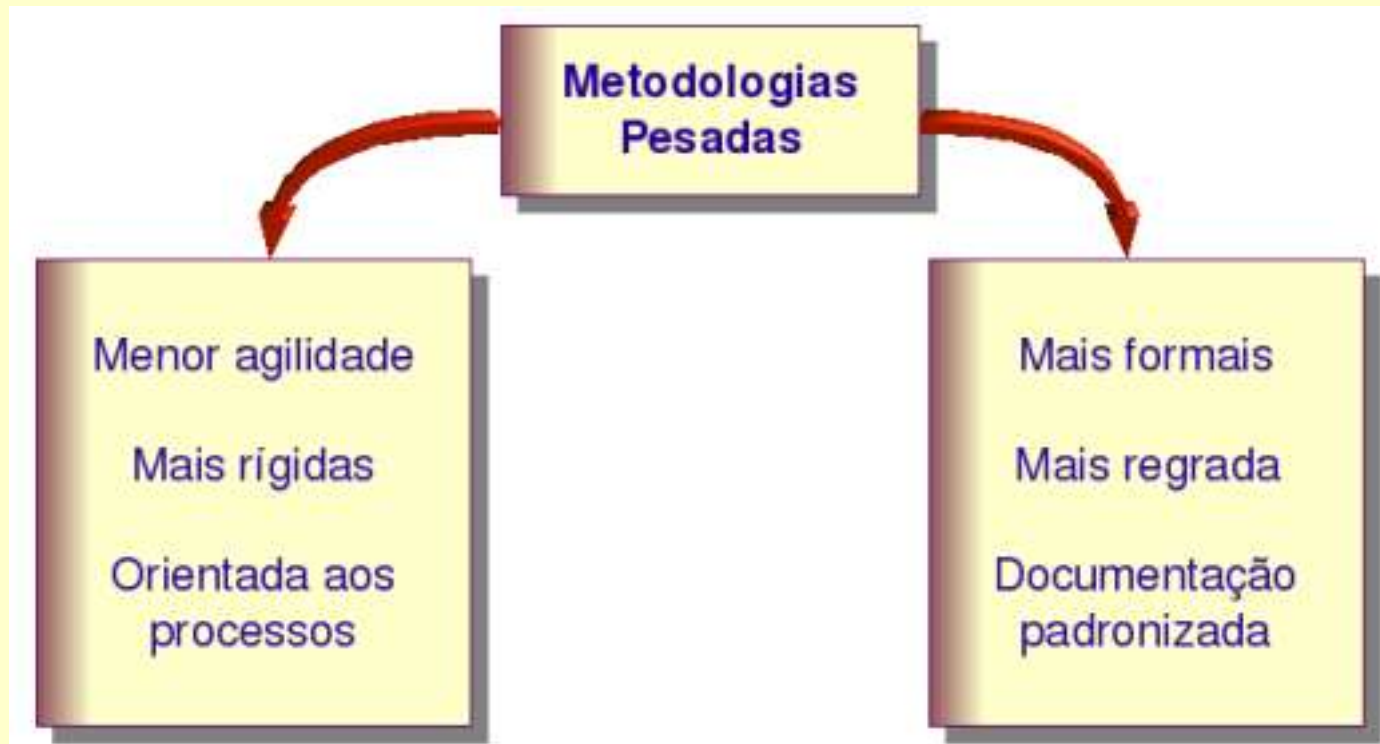 Metodologias
Pesadas
Menor agilidade
Mais rígidas
Orientada aos
processos
Mais formais
Mais regrada
Documentação
padronizada